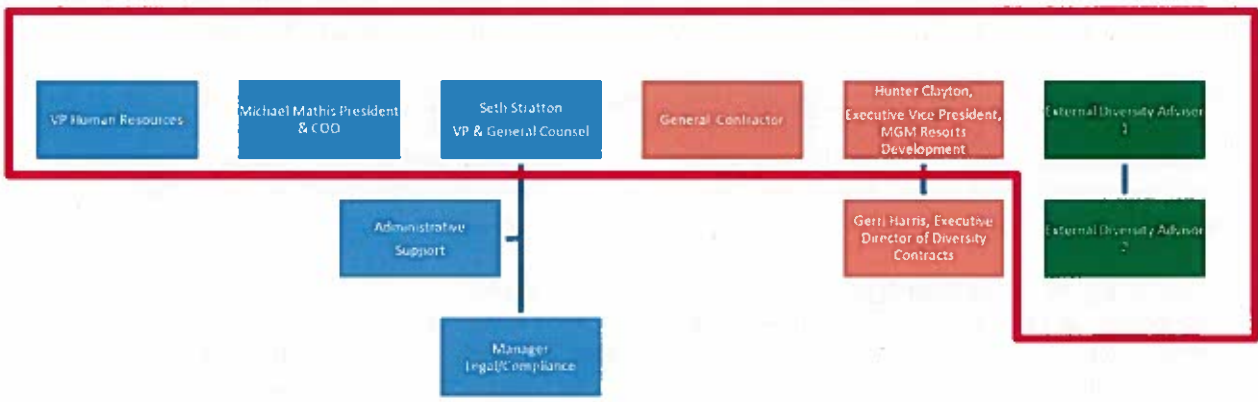 VP Human Resources
Michael Mathis President
& COO
Seth Stratton
VP & General Counsel
General Contractor
Hunter Clayton,
Executive Vice President,
MGM Resorts
Development
External Diversity Advisor
1
Administrative
Support
Gerri Harris, Executive
Director of Diversity
Contracts
External Diversity Advisor
2
Manager
Legal/Compliance